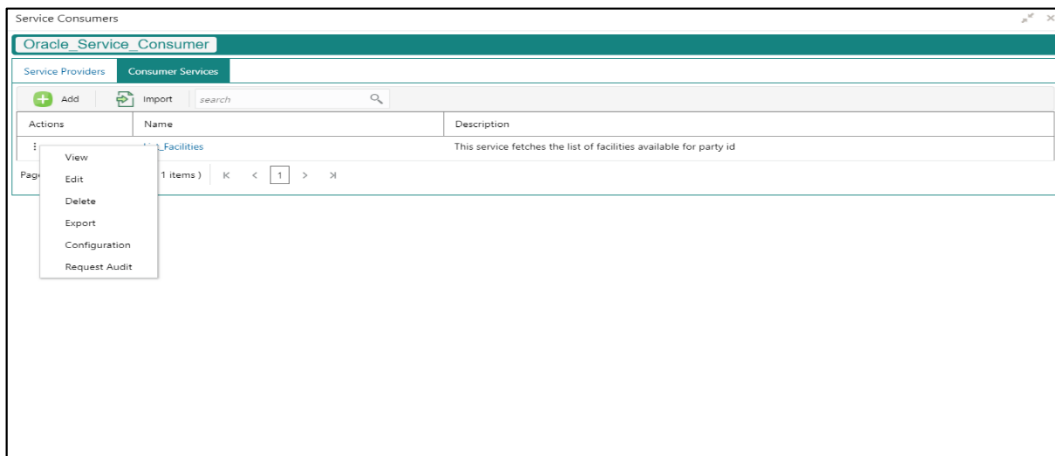 Service Consumers
Oracle_Service_Consumer
Service Providers Consumer Services
Add Import search
Actions Name Description
_Facilities This service fetches the list of facilities available for party id
View
Page 1 items ) K < 1 > >|
Edit
Delete
Export
Configuration
Request Audit